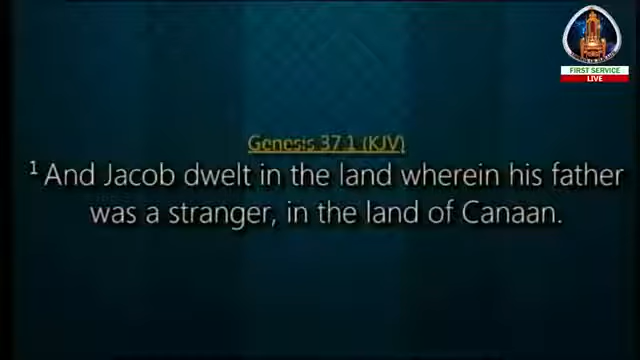 FIRST SERVICE
LIVE
Genesis 37:1 (KJV)
1 And Jacob dwelt in the land wherein his father
was a stranger, in the land of Canaan.